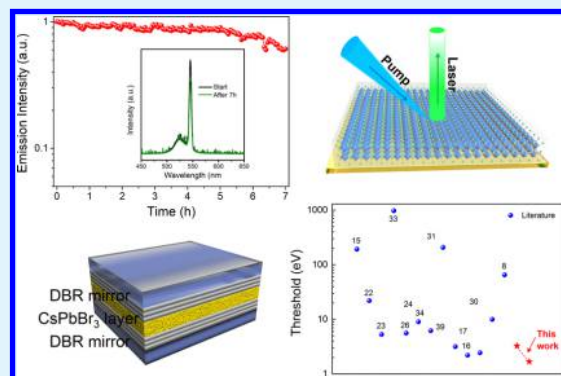 1
0.1
Emission Intensity (a.u.)
0 1 2 3 4 5 6 7
Time (h)
Intensity (a.u.)
Start
After 7h
450 500 550 600 650
Wavelength (nm
Pump
Laser
DBR mirror
CsPbBr3 layer
DBR mirror
Threshold (eV)
1000
100
10
1
Literature
33
15
31
8
22
24
34
30
23
26
39
17
16
This
work